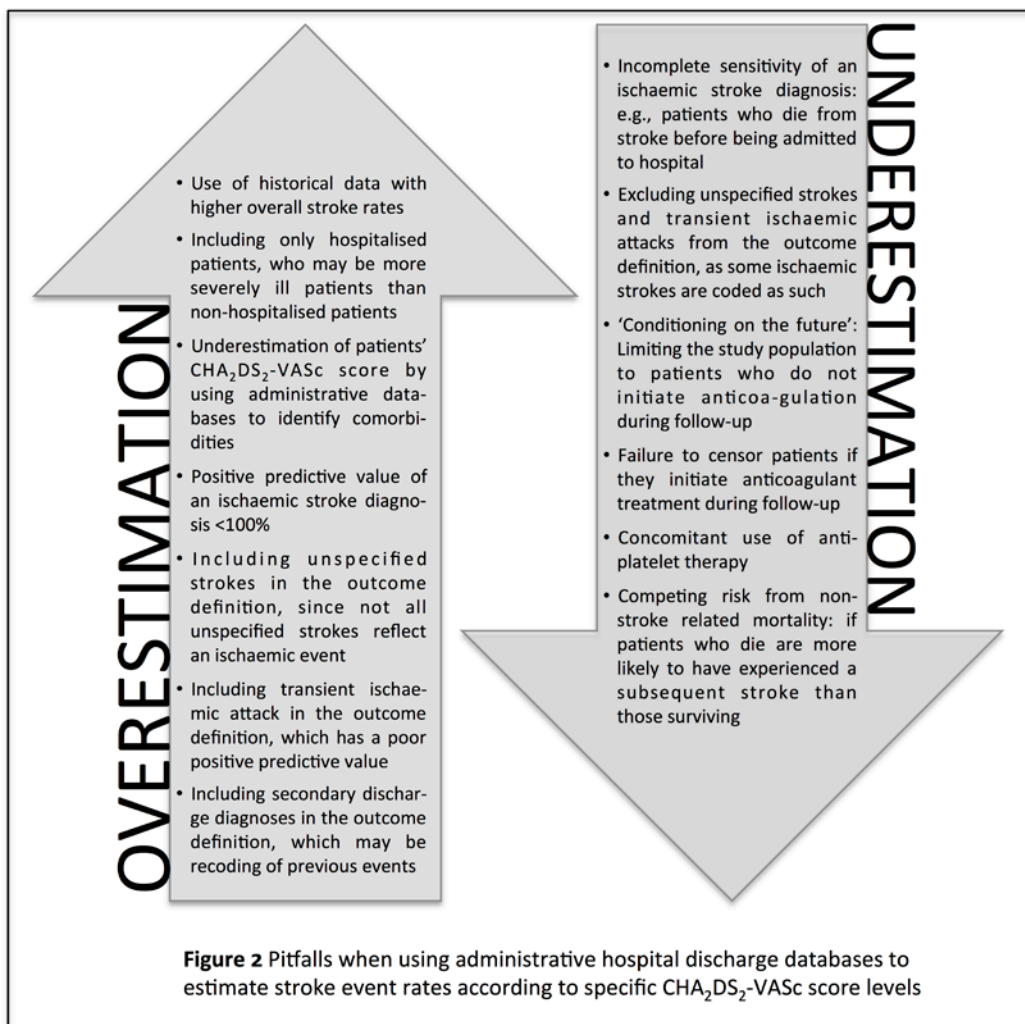 OVERESTIMATION
• Use of historical data with
higher overall stroke rates
• Including only hospitalised
patients, who may be more
severely ill patients than
non-hospitalised patients
• Underestimation of patients’
CHA₂DS₂-VASc score by
using administrative data-
bases to identify comorbi-
dities
• Positive predictive value of
an ischaemic stroke diagno-
sis <100%
• Including unspecified
strokes in the outcome
definition, since not all
unspecified strokes reflect
an ischaemic event
• Including transient ischae-
mic attack in the outcome
definition, which has a poor
positive predictive value
• Including secondary dischar-
ge diagnoses in the outcome
definition, which may be
recoding of previous events
UNDERESTIMATION
• Incomplete sensitivity of an
ischaemic stroke diagnosis:
e.g., patients who die from
stroke before being admitted
to hospital
• Excluding unspecified strokes
and transient ischaemic
attacks from the outcome
definition, as some ischaemic
strokes are coded as such
• ‘Conditioning on the future’:
Limiting the study population
to patients who do not
initiate anticoa-gulation
during follow-up
• Failure to censor patients if
they initiate anticoagulant
treatment during follow-up
• Concomitant use of anti-
platelet therapy
• Competing risk from non-
stroke related mortality: if
patients who die are more
likely to have experienced a
subsequent stroke than
those surviving
Figure 2 Pitfalls when using administrative hospital discharge databases to
estimate stroke event rates according to specific CHA₂DS₂-VASc score levels